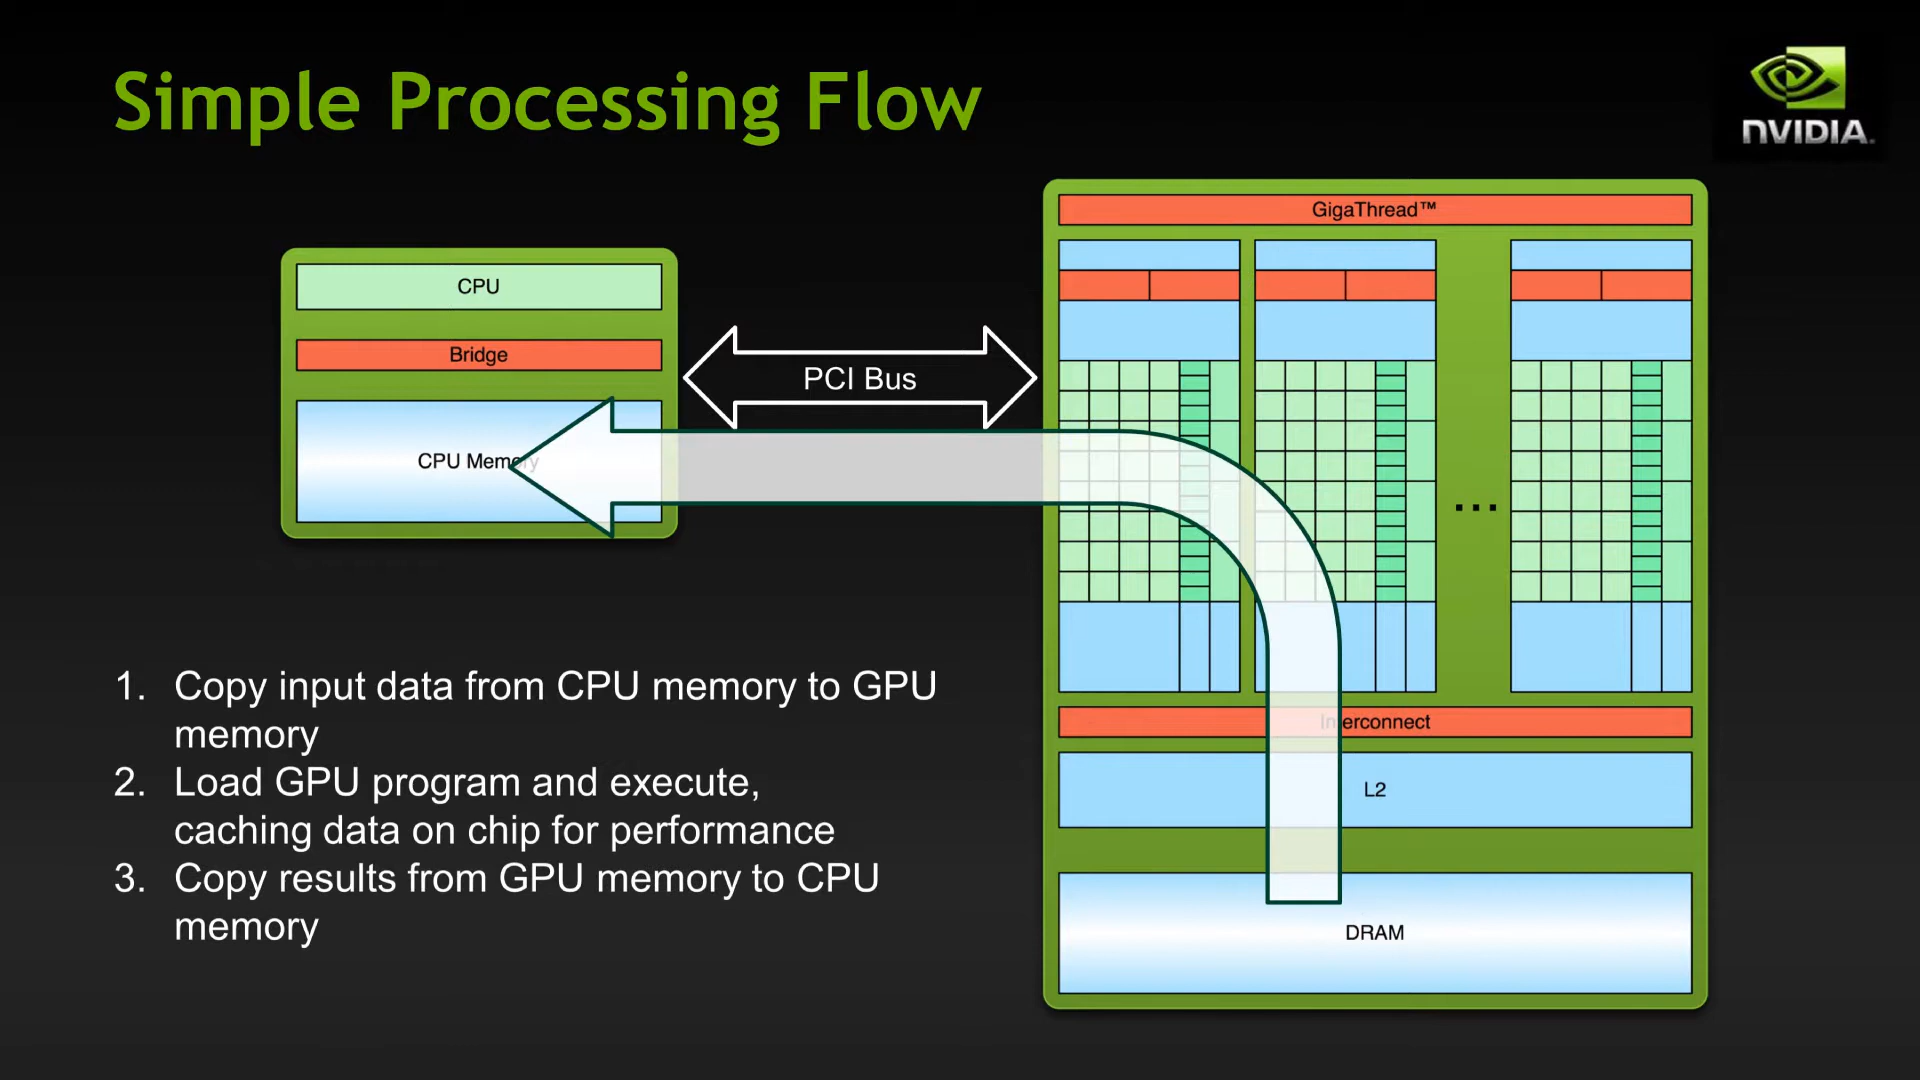 Simple Processing Flow
NVIDIA.
GigaThread™
CPU
Bridge
PCI Bus
CPU Memory
...
1. Copy input data from CPU memory to GPU
memory
2. Load GPU program and execute,
caching data on chip for performance
3. Copy results from GPU memory to CPU
memory
Interconnect
L2
DRAM